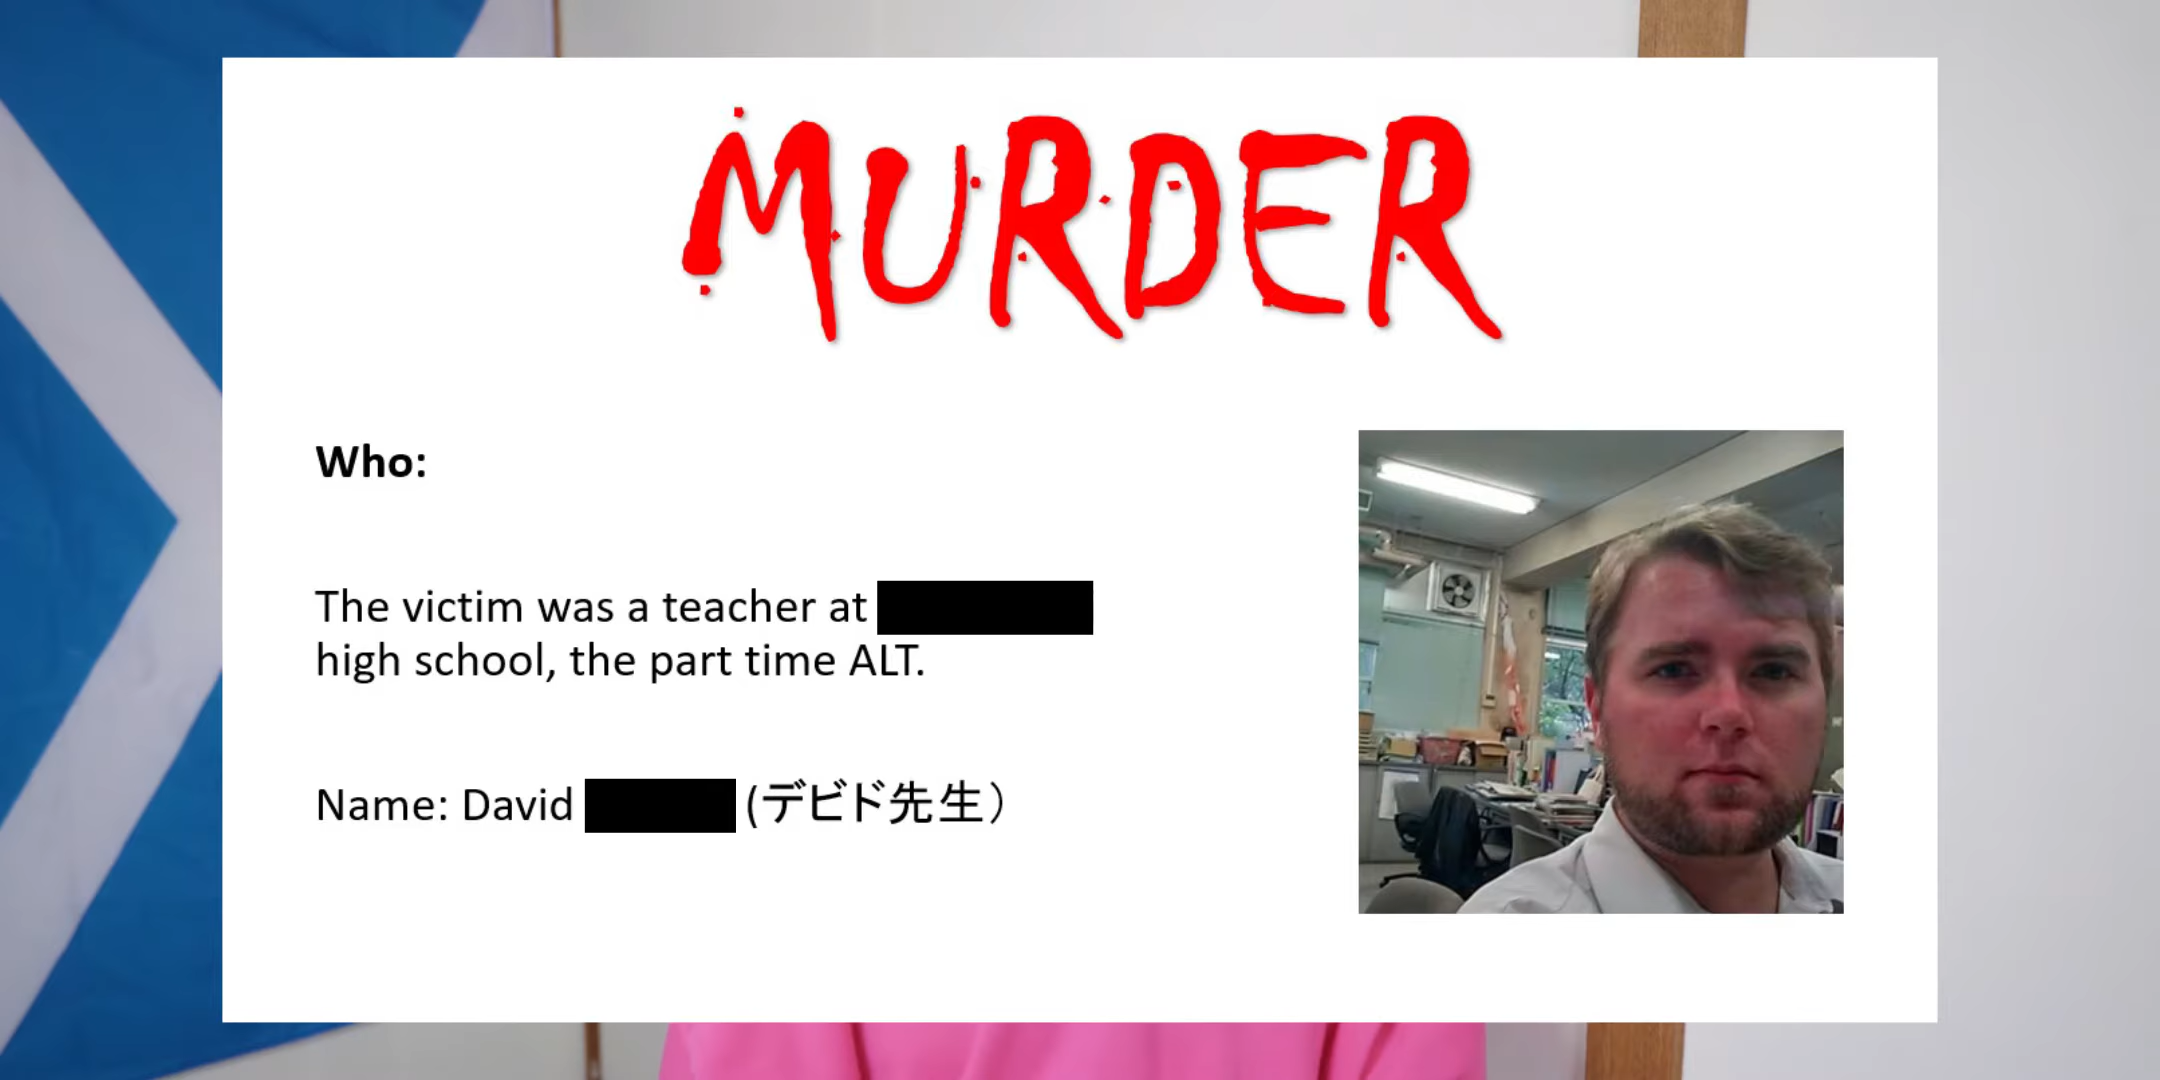 MURDER
Who:
The victim was a teacher at
high school, the part time ALT.
Name: David (デビド先生）